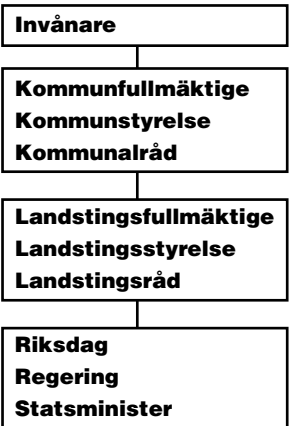 Invånare
Kommunfullmäktige
Kommunstyrelse
Kommunalråd
Landstingsfullmäktige
Landstingsstyrelse
Landstingsråd
Riksdag
Regering
Statsminister